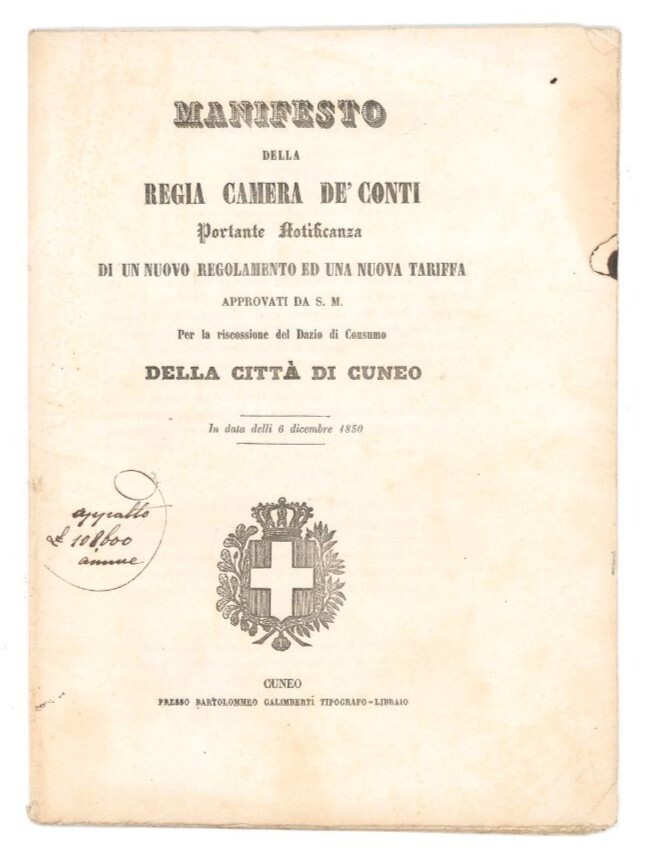 MANIFESTO
DELLA
REGIA CAMERA DE' CONTI
Portante Notificanza
DI UN NUOVO REGOLAMENTO ED UNA NUOVA TARIFFA
APPROVATI DA S. M.
Per la riscossione del Dazio di Consumo
DELLA CITTÀ DI CUNEO
In data delli 6 dicembre 1850
appalto
£ 108600
annue
CUNEO
PRESSO BARTOLOMMEO GALIMBERTI TIPOGRAFO-LIBRAIO